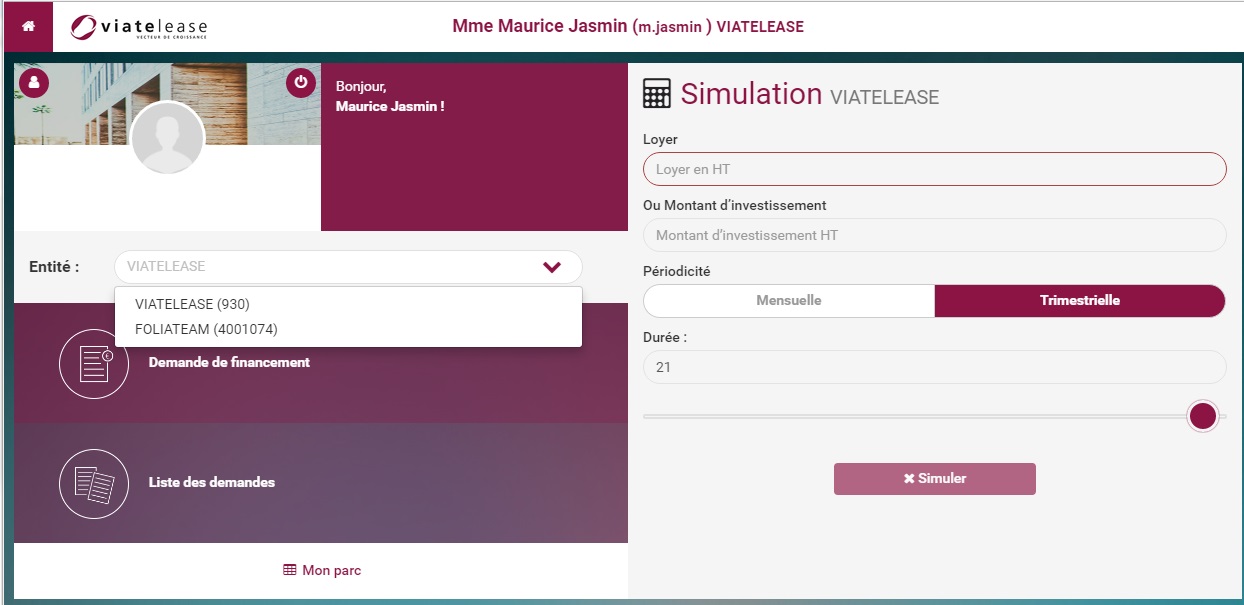 viatelease
VECTEUR DE CROISSANCE
Mme Maurice Jasmin (m.jasmin ) VIATELEASE
Bonjour,
Maurice Jasmin !
Entité :
VIATELEASE
VIATELEASE (930)
FOLIATEAM (4001074)
Demande de financement
Liste des demandes
Mon parc
Simulation VIATELEASE
Loyer
Loyer en HT
Ou Montant d’investissement
Montant d’investissement HT
Périodicité
Mensuelle
Trimestrielle
Durée :
21
Simuler